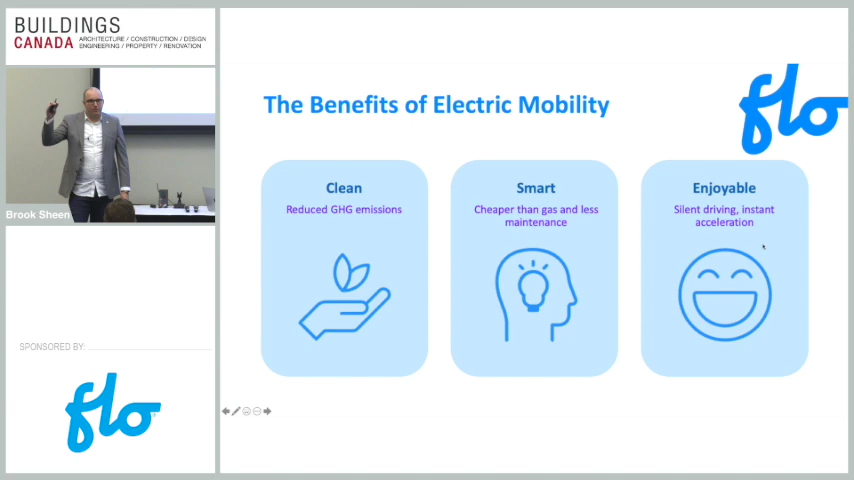 BUILDINGS
CANADA
ARCHITECTURE / CONSTRUCTION / DESIGN
ENGINEERING / PROPERTY / RENOVATION
Brook Sheen
SPONSORED BY:
flo
The Benefits of Electric Mobility
flo
Clean
Reduced GHG emissions
Smart
Cheaper than gas and less
maintenance
Enjoyable
Silent driving, instant
acceleration